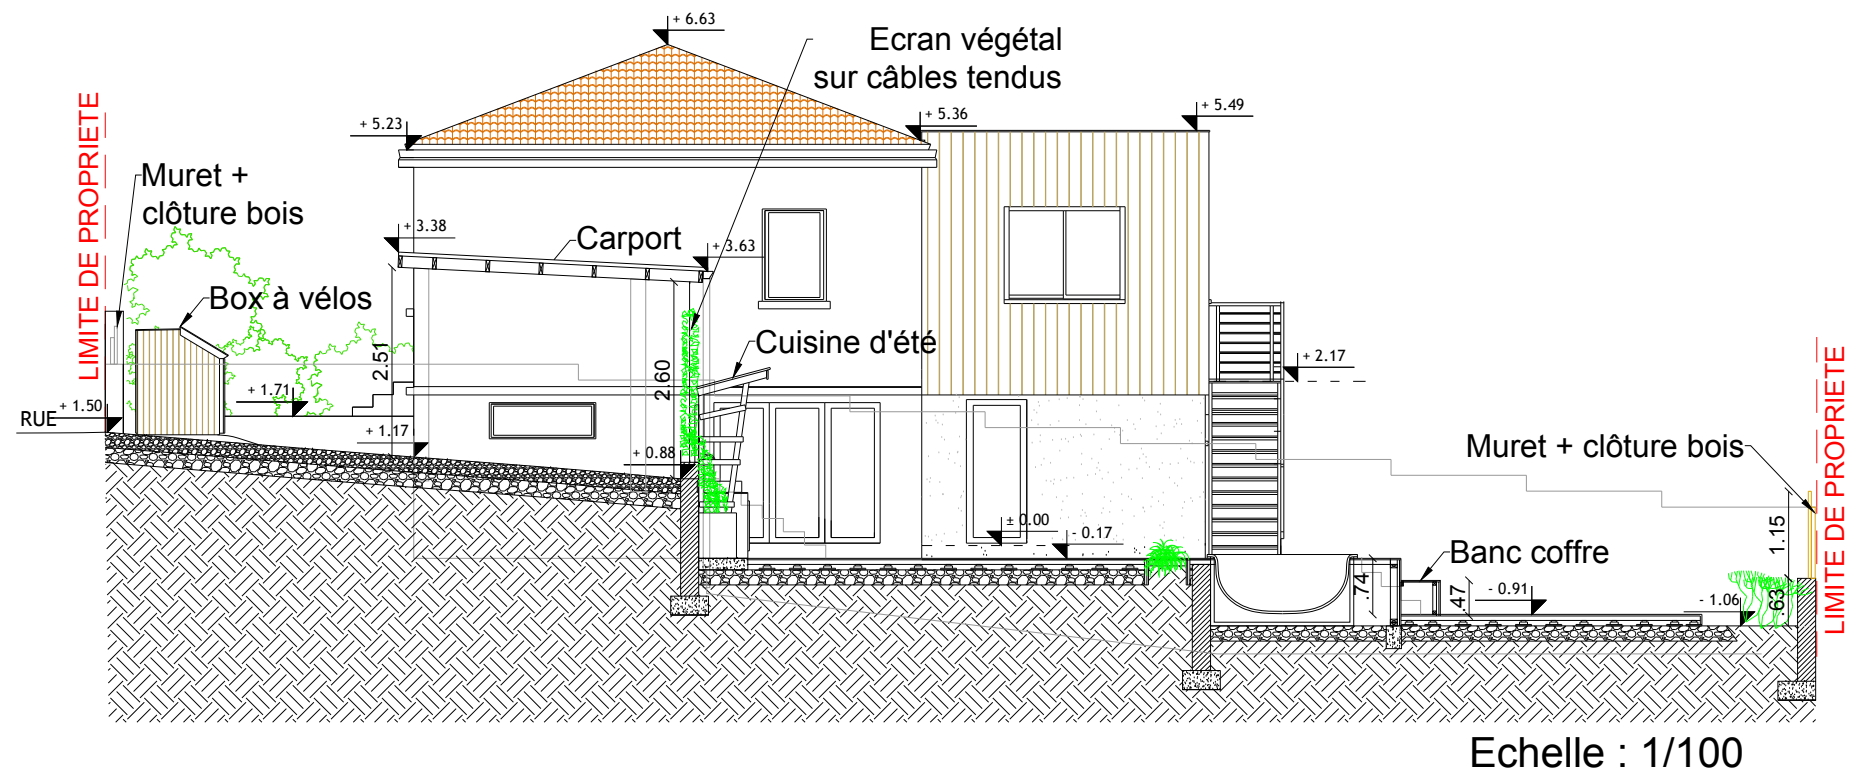 + 6.63
Ecran végétal
sur câbles tendus
+ 5.23
+ 5.36
+ 5.49
LIMITE DE PROPRIETE
Muret +
clôture bois
+ 3.38
Carport
+ 3.63
Box à vélos
Cuisine d'été
2.51
2.60
+ 2.17
+ 1.71
RUE
+ 1.50
+ 1.17
+ 0.88
Muret + clôture bois
LIMITE DE PROPRIETE
± 0.00
- 0.17
1.15
Banc coffre
.74
.47
- 0.91
- 1.06
.63
Echelle : 1/100